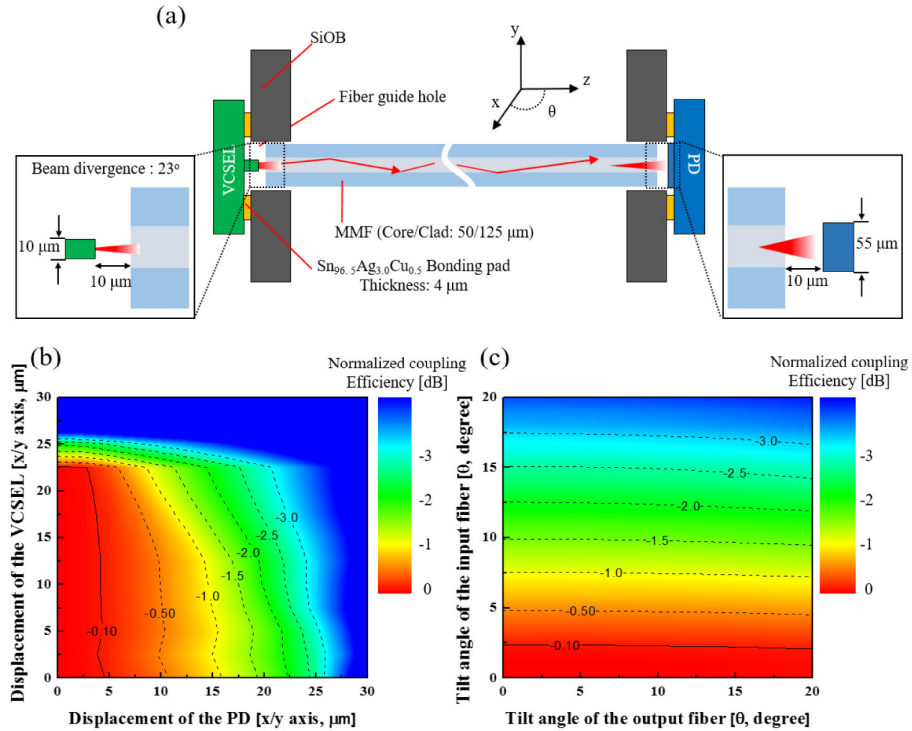 (a)
SiOB
Fiber guide hole
y
z
x
θ
VCSEL
PD
Beam divergence : 23°
10 μm
10 μm
MMF (Core/Clad: 50/125 μm)
Sn96.5Ag3.0Cu0.5 Bonding pad
Thickness: 4 μm
55 μm
10 μm
(b)
Normalized coupling
Efficiency [dB]
Displacement of the VCSEL [x/y axis, μm]
30
25
20
15
10
5
0
-0.10
-0.50
-1.0
-1.5
-2.0
-2.5
-3.0
0
5
10
15
20
25
30
Displacement of the PD [x/y axis, μm]
-3
-2
-1
0
(c)
Normalized coupling
Efficiency [dB]
Tilt angle of the input fiber [θ, degree]
20
15
10
5
0
-3.0
-2.5
-2.0
-1.5
-1.0
-0.50
-0.10
0
5
10
15
20
Tilt angle of the output fiber [θ, degree]
-3
-2
-1
0